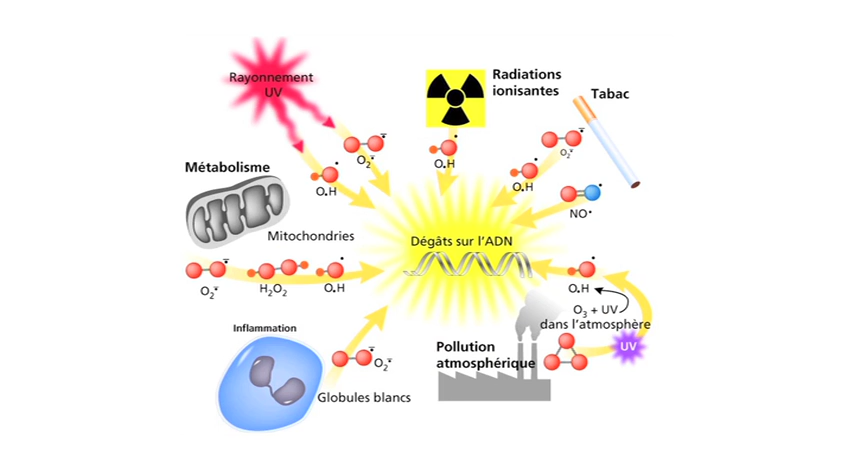 Rayonnement
UV
Radiations
ionisantes
Tabac
O₂•̅
O•H
O•H
O₂•̅
O•H
NO•
Métabolisme
Mitochondries
Dégâts sur l'ADN
O₂•̅
H₂O₂
O•H
O•H
O₃ + UV
dans l'atmosphère
UV
Inflammation
O₂•̅
Globules blancs
Pollution
atmosphérique